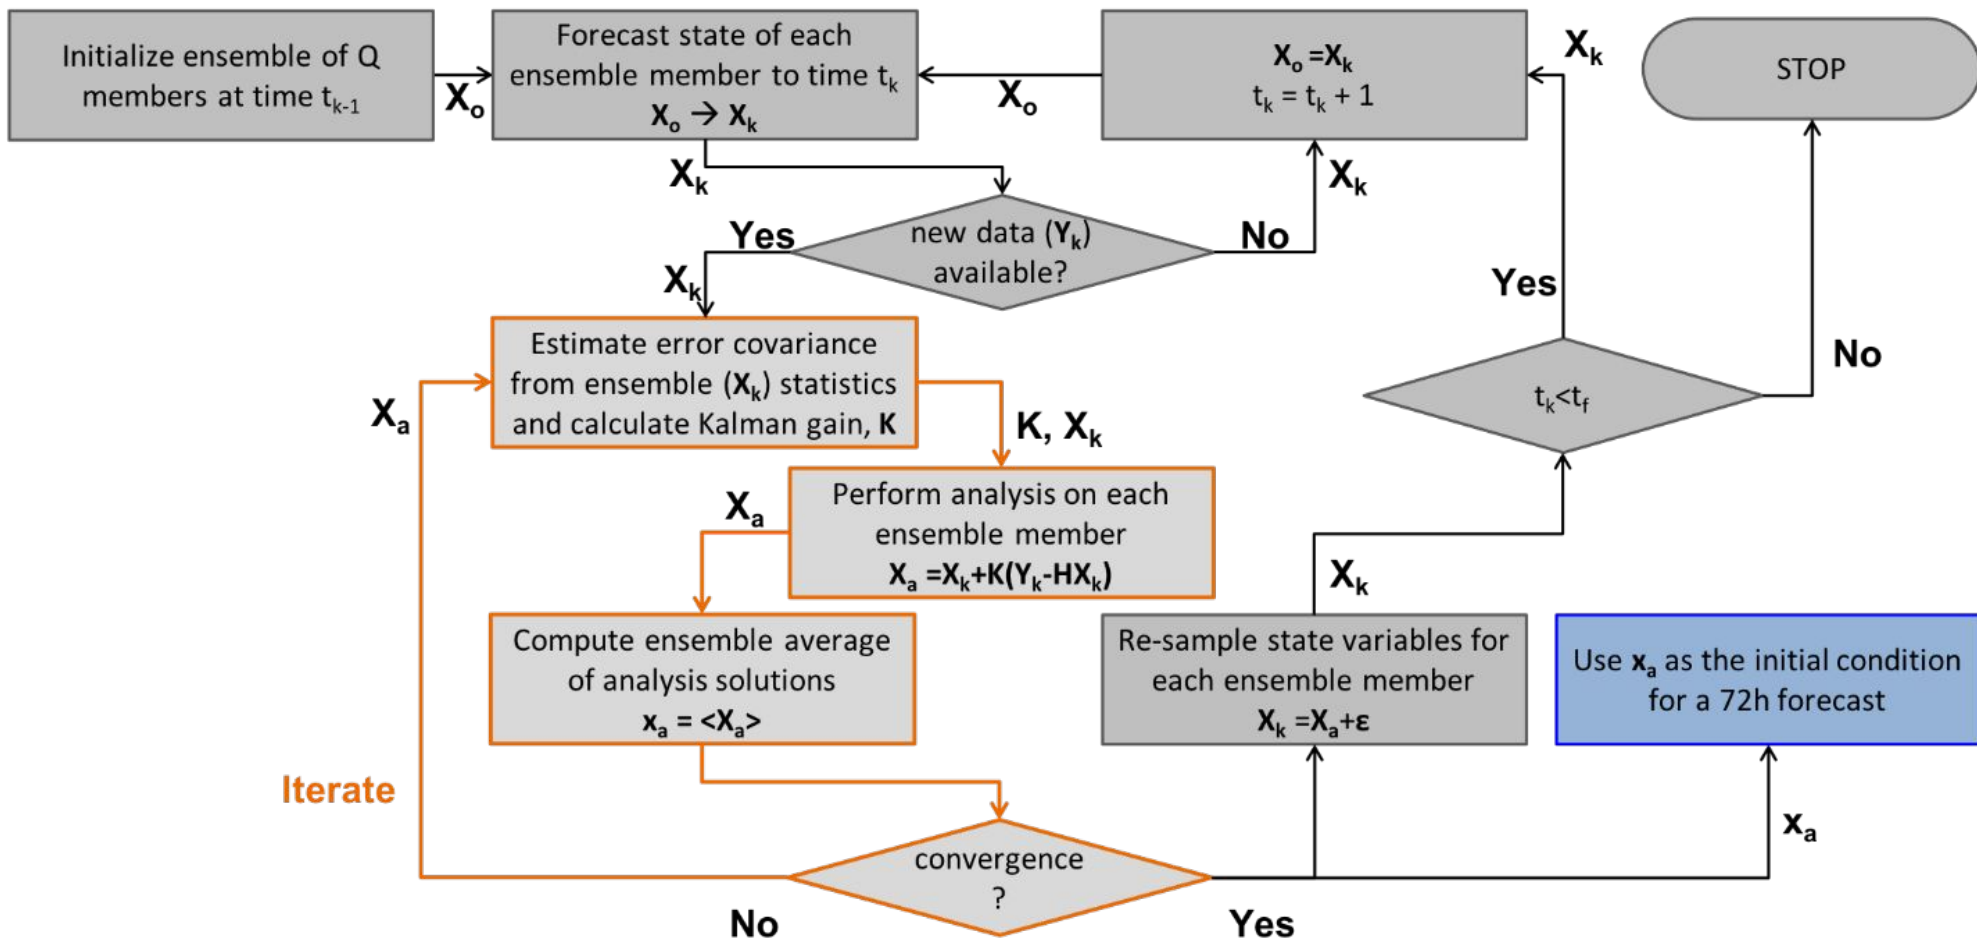 Initialize ensemble of Q
members at time tₖ₋₁
Xₒ
Forecast state of each
ensemble member to time tₖ
Xₒ → Xₖ
Xₒ
Xₒ =Xₖ
tₖ = tₖ + 1
Xₖ
STOP
Xₖ
Xₖ
Yes
new data (Yₖ)
available?
No
Xₖ
Yes
Estimate error covariance
from ensemble (Xₖ) statistics
and calculate Kalman gain, K
Xₐ
K, Xₖ
tₖ<t_f
No
Perform analysis on each
ensemble member
Xₐ =Xₖ+K(Yₖ-HXₖ)
Xₐ
Compute ensemble average
of analysis solutions
xₐ = <Xₐ>
Xₖ
Re-sample state variables for
each ensemble member
Xₖ =Xₐ+ε
Use xₐ as the initial condition
for a 72h forecast
Iterate
xₐ
convergence
?
No
Yes